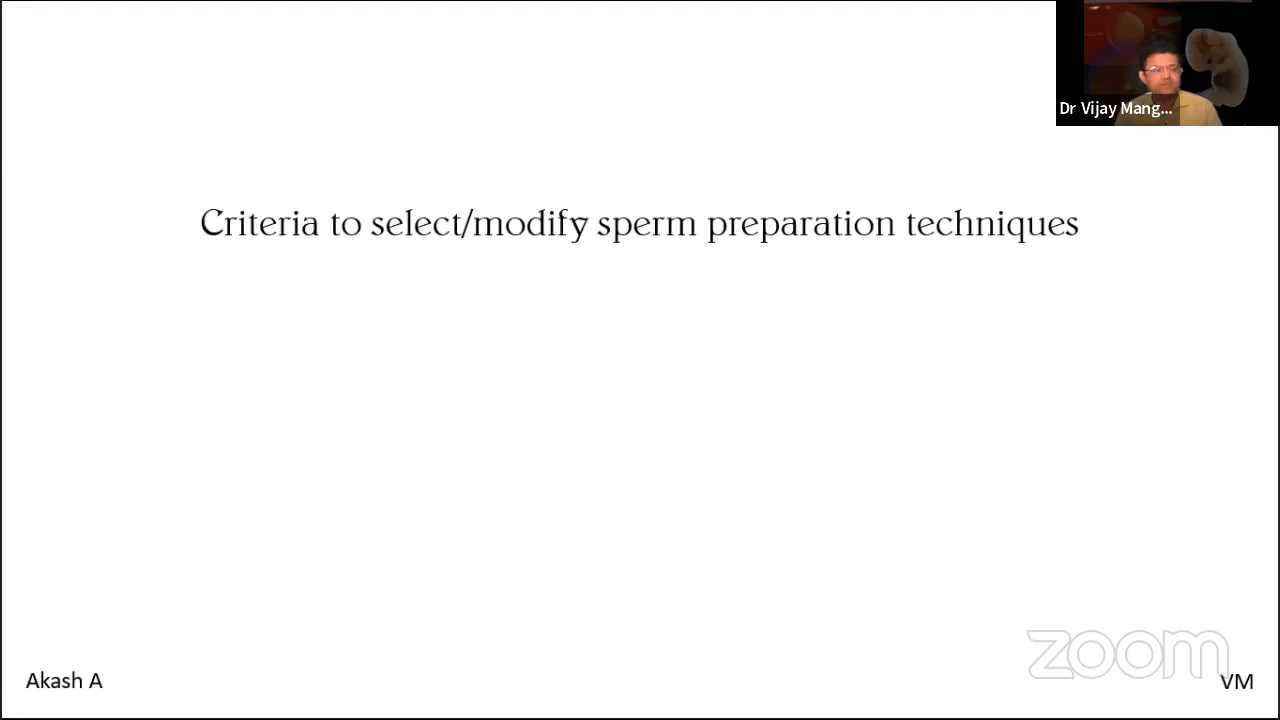 Dr Vijay Mang...
Criteria to select/modify sperm preparation techniques
zoom
Akash A
VM